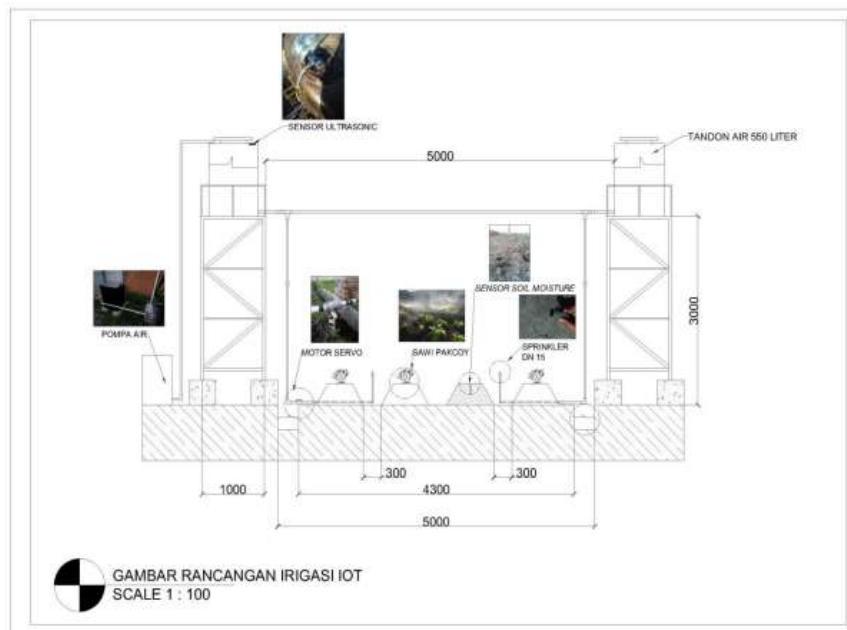 SENSOR ULTRASONIC
TANDON AIR 550 LITER
5000
3000
SENSOR SOIL MOISTURE
POMPA AIR
MOTOR SERVO
SAWI PAKCOY
SPRINKLER
DN 15
300
300
1000
4300
5000
GAMBAR RANCANGAN IRIGASI IOT
SCALE 1 : 100